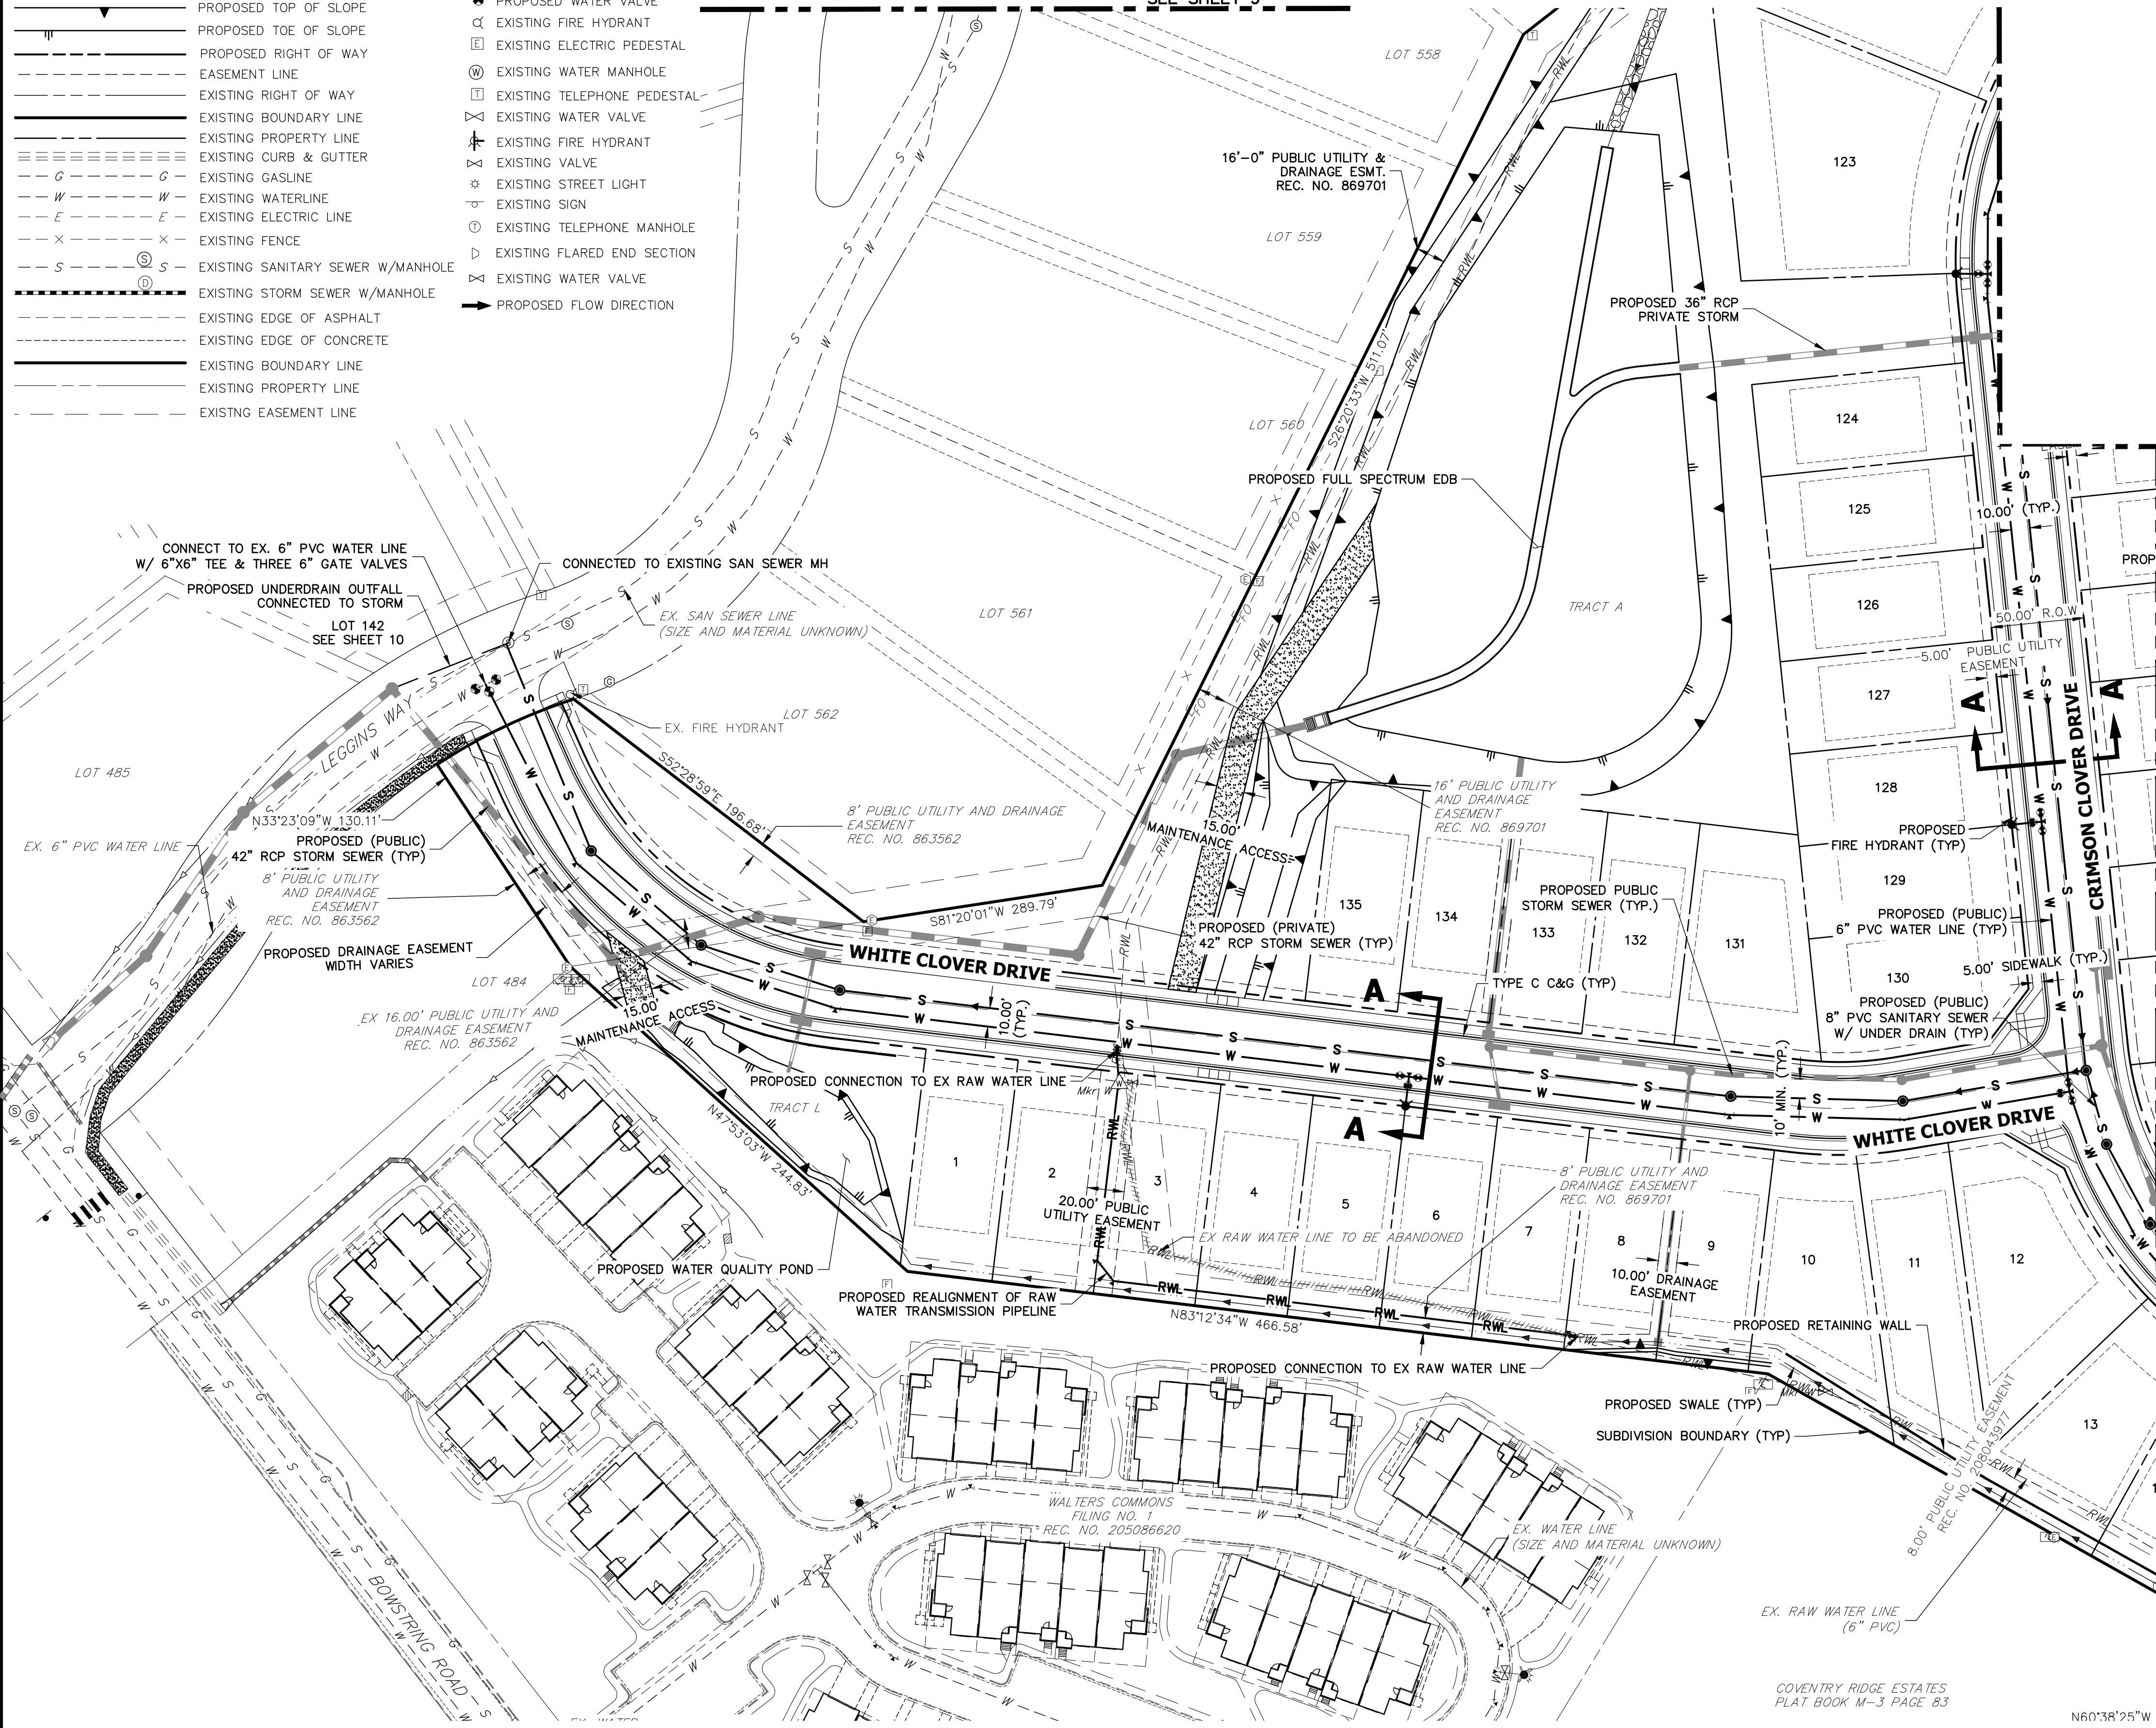 PROPOSED TOP OF SLOPE
PROPOSED TOE OF SLOPE
PROPOSED RIGHT OF WAY
EASEMENT LINE
EXISTING RIGHT OF WAY
EXISTING BOUNDARY LINE
EXISTING PROPERTY LINE
EXISTING CURB & GUTTER
G G EXISTING GASLINE
W W EXISTING WATERLINE
E E EXISTING ELECTRIC LINE
EXISTING FENCE
S S S EXISTING SANITARY SEWER W/MANHOLE
D EXISTING STORM SEWER W/MANHOLE
EXISTING EDGE OF ASPHALT
EXISTING EDGE OF CONCRETE
EXISTING BOUNDARY LINE
EXISTING PROPERTY LINE
EXISTNG EASEMENT LINE
PROPOSED WATER VALVE
EXISTING FIRE HYDRANT
E EXISTING ELECTRIC PEDESTAL
W EXISTING WATER MANHOLE
T EXISTING TELEPHONE PEDESTAL
EXISTING WATER VALVE
EXISTING FIRE HYDRANT
EXISTING VALVE
EXISTING STREET LIGHT
EXISTING SIGN
T EXISTING TELEPHONE MANHOLE
EXISTING FLARED END SECTION
EXISTING WATER VALVE
PROPOSED FLOW DIRECTION
LOT 558
16'-0" PUBLIC UTILITY &
DRAINAGE ESMT.
REC. NO. 869701
LOT 559
123
PROPOSED 36" RCP
PRIVATE STORM
S26°20'33"W 511.07'
LOT 560
124
PROPOSED FULL SPECTRUM EDB
125
10.00' (TYP.)
CONNECT TO EX. 6" PVC WATER LINE
W/ 6"X6" TEE & THREE 6" GATE VALVES
CONNECTED TO EXISTING SAN SEWER MH
PROPOSED UNDERDRAIN OUTFALL
CONNECTED TO STORM
LOT 142
SEE SHEET 10
EX. SAN SEWER LINE
(SIZE AND MATERIAL UNKNOWN)
LOT 561
TRACT A
126
PROP
50.00' R.O.W
5.00' PUBLIC UTILITY
EASEMENT
127
A A
CRIMSON CLOVER DRIVE
LEGGINS WAY
LOT 562
EX. FIRE HYDRANT
LOT 485
S52°28'59"E 196.68'
N33°23'09"W 130.11'
PROPOSED (PUBLIC)
42" RCP STORM SEWER (TYP)
EX. 6" PVC WATER LINE
8' PUBLIC UTILITY
AND DRAINAGE
EASEMENT
REC. NO. 863562
8' PUBLIC UTILITY AND DRAINAGE
EASEMENT
REC. NO. 863562
16' PUBLIC UTILITY
AND DRAINAGE
EASEMENT
REC. NO. 869701
15.00'
MAINTENANCE ACCESS
128
PROPOSED
FIRE HYDRANT (TYP)
129
PROPOSED (PUBLIC)
6" PVC WATER LINE (TYP)
130
5.00' SIDEWALK (TYP.)
PROPOSED (PUBLIC)
8" PVC SANITARY SEWER
W/ UNDER DRAIN (TYP)
135
134
133
132
131
PROPOSED PUBLIC
STORM SEWER (TYP.)
S81°20'01"W 289.79'
PROPOSED (PRIVATE)
42" RCP STORM SEWER (TYP)
PROPOSED DRAINAGE EASEMENT
WIDTH VARIES
LOT 484
WHITE CLOVER DRIVE
TYPE C C&G (TYP)
EX 16.00' PUBLIC UTILITY AND
DRAINAGE EASEMENT
REC. NO. 863562
15.00'
MAINTENANCE ACCESS
10.00'
(TYP.)
A
A
10' MIN. (TYP.)
WHITE CLOVER DRIVE
PROPOSED CONNECTION TO EX RAW WATER LINE
Mkr W
TRACT L
N47°53'03"W 244.83'
1
2
3
4
5
6
7
8
9
10
11
12
13
20.00' PUBLIC
UTILITY EASEMENT
EX RAW WATER LINE TO BE ABANDONED
8' PUBLIC UTILITY AND
DRAINAGE EASEMENT
REC. NO. 869701
10.00' DRAINAGE
EASEMENT
PROPOSED WATER QUALITY POND
PROPOSED REALIGNMENT OF RAW
WATER TRANSMISSION PIPELINE
N83°12'34"W 466.58'
PROPOSED CONNECTION TO EX RAW WATER LINE
PROPOSED RETAINING WALL
PROPOSED SWALE (TYP)
SUBDIVISION BOUNDARY (TYP)
8.00' PUBLIC UTILITY EASEMENT
REC. NO. 208043977
WALTERS COMMONS
FILING NO. 1
REC. NO. 205086620
EX. WATER LINE
(SIZE AND MATERIAL UNKNOWN)
EX. RAW WATER LINE
(6" PVC)
BOWSTRING ROAD
COVENTRY RIDGE ESTATES
PLAT BOOK M-3 PAGE 83
N60°38'25"W